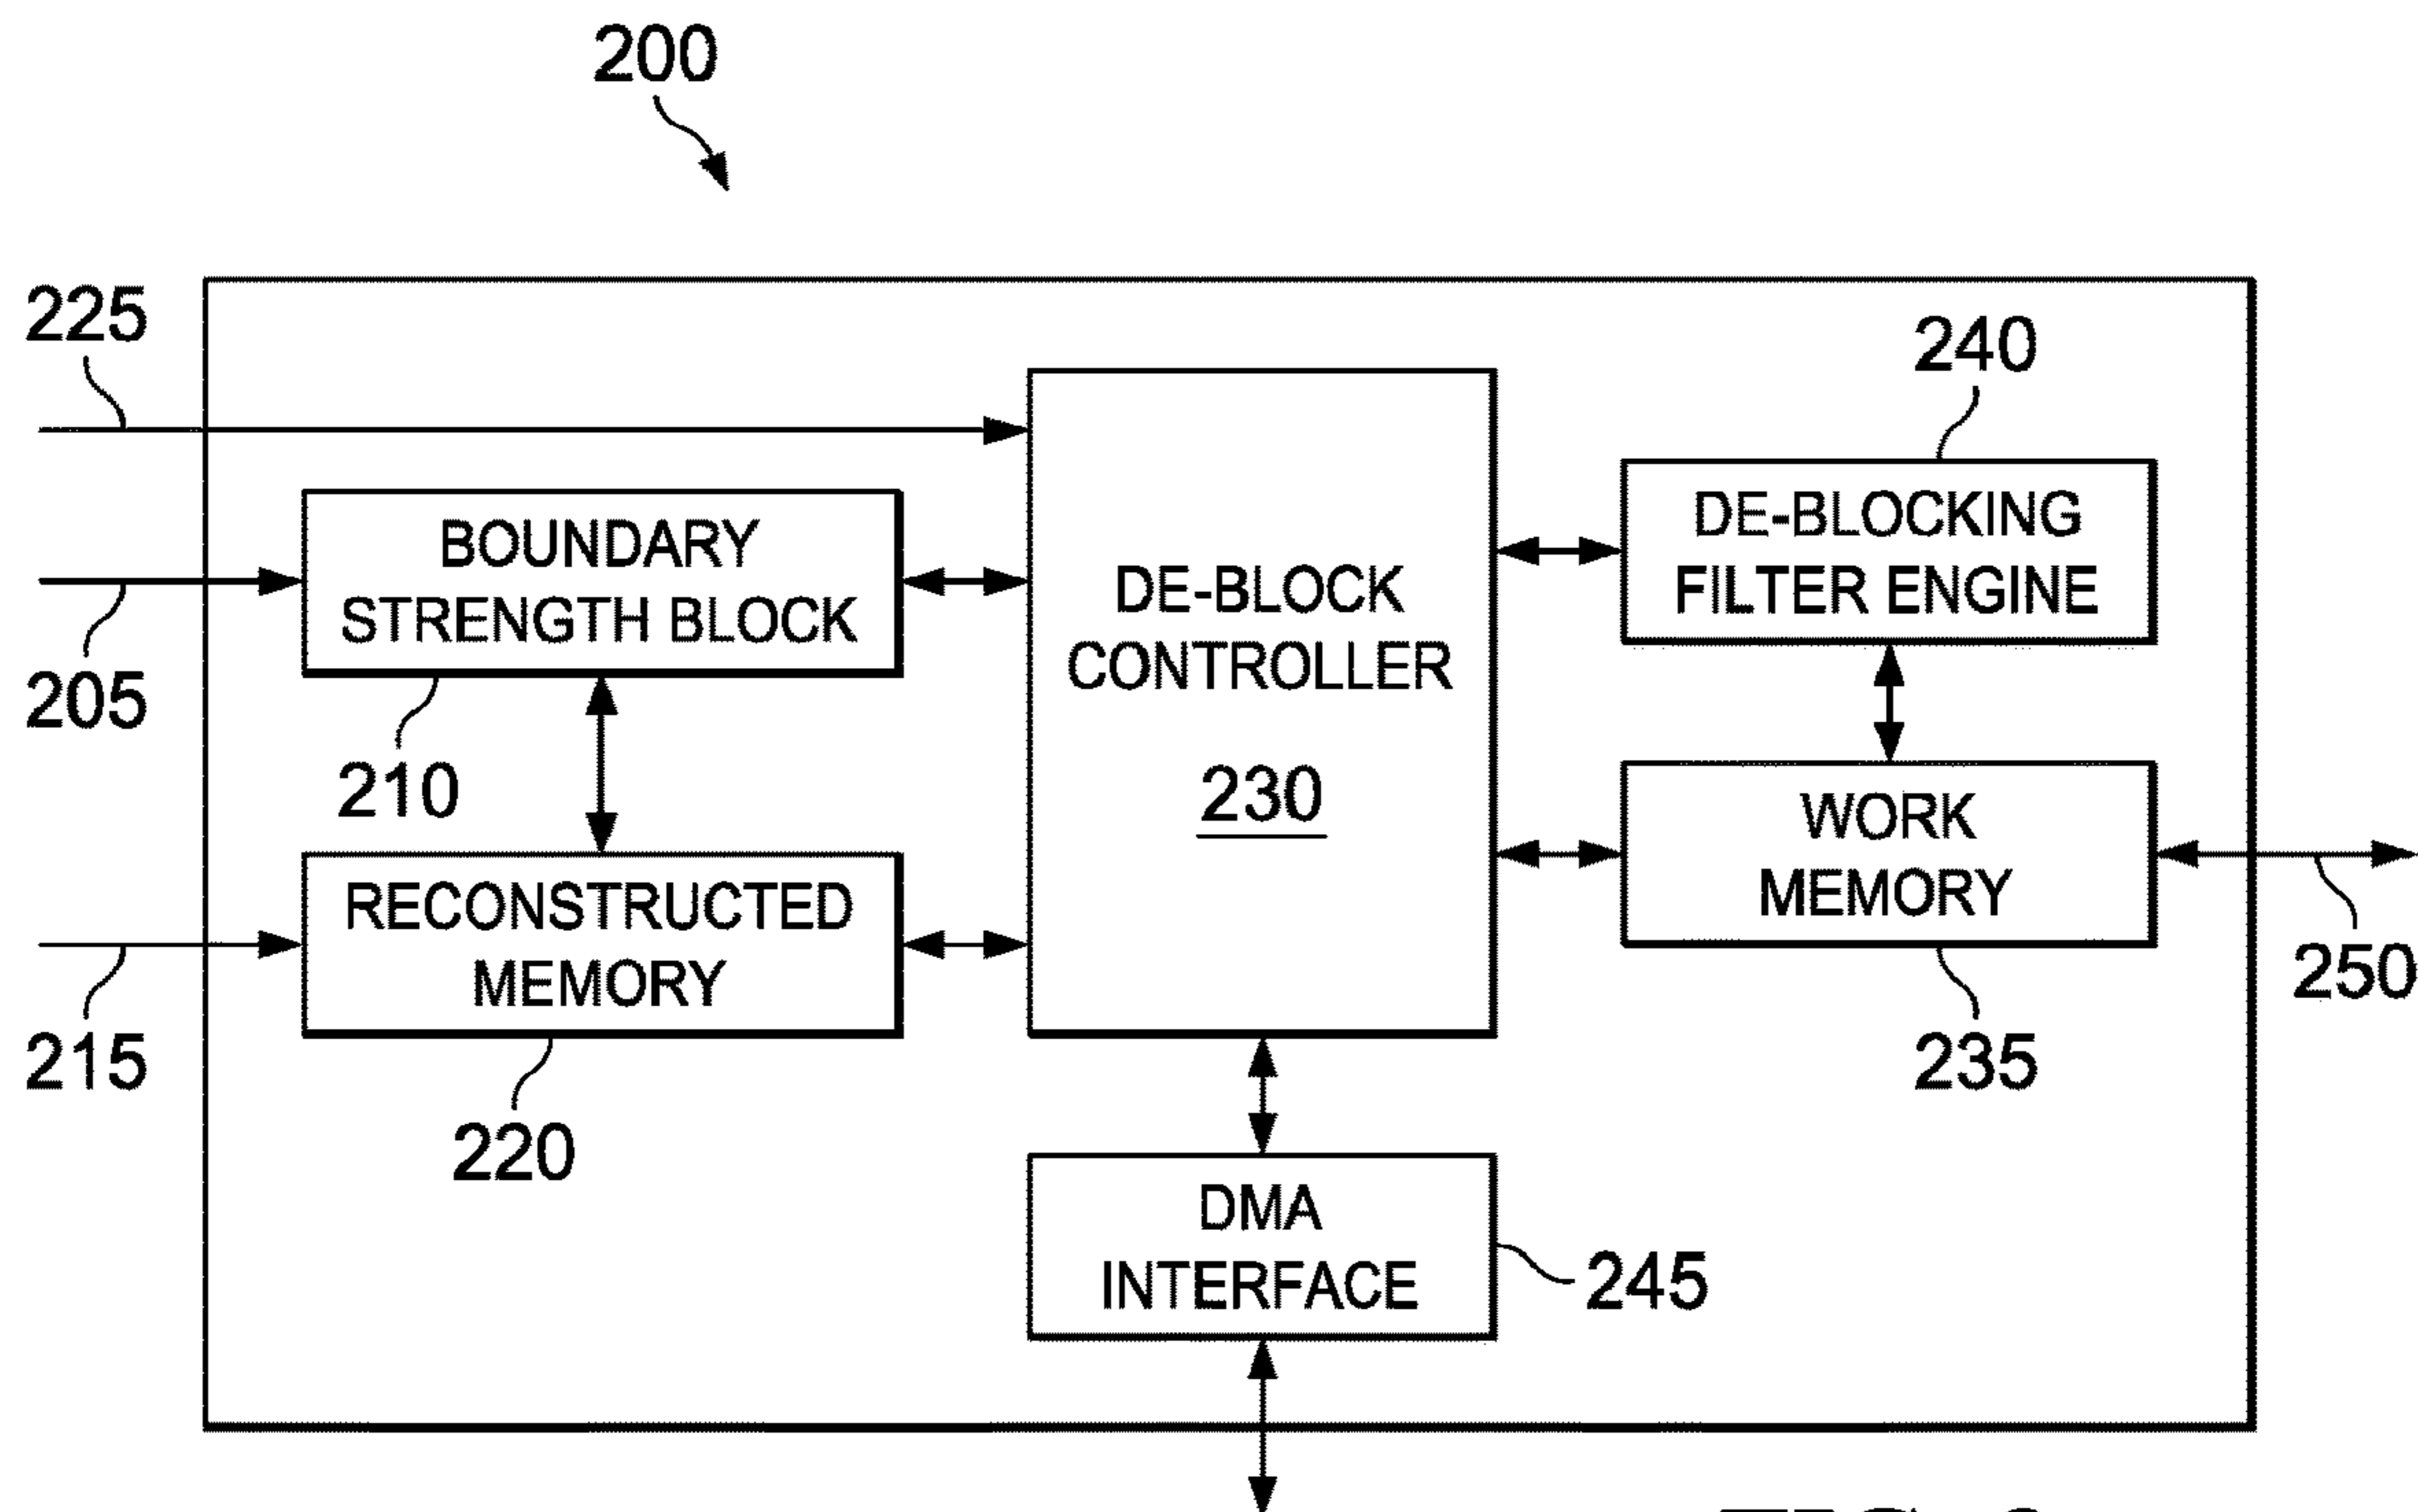 200
225
240
BOUNDARY
STRENGTH BLOCK
DE-BLOCK
CONTROLLER
230
DE-BLOCKING
FILTER ENGINE
205
210
WORK
MEMORY
RECONSTRUCTED
MEMORY
250
215
235
220
DMA
INTERFACE
245